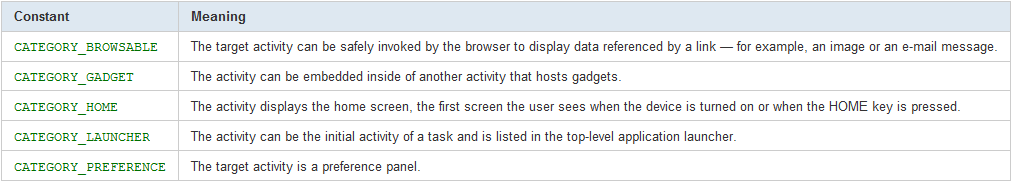 Constant Meaning
CATEGORY_BROWSABLE The target activity can be safely invoked by the browser to display data referenced by a link — for example, an image or an e-mail message.
CATEGORY_GADGET The activity can be embedded inside of another activity that hosts gadgets.
CATEGORY_HOME The activity displays the home screen, the first screen the user sees when the device is turned on or when the HOME key is pressed.
CATEGORY_LAUNCHER The activity can be the initial activity of a task and is listed in the top-level application launcher.
CATEGORY_PREFERENCE The target activity is a preference panel.